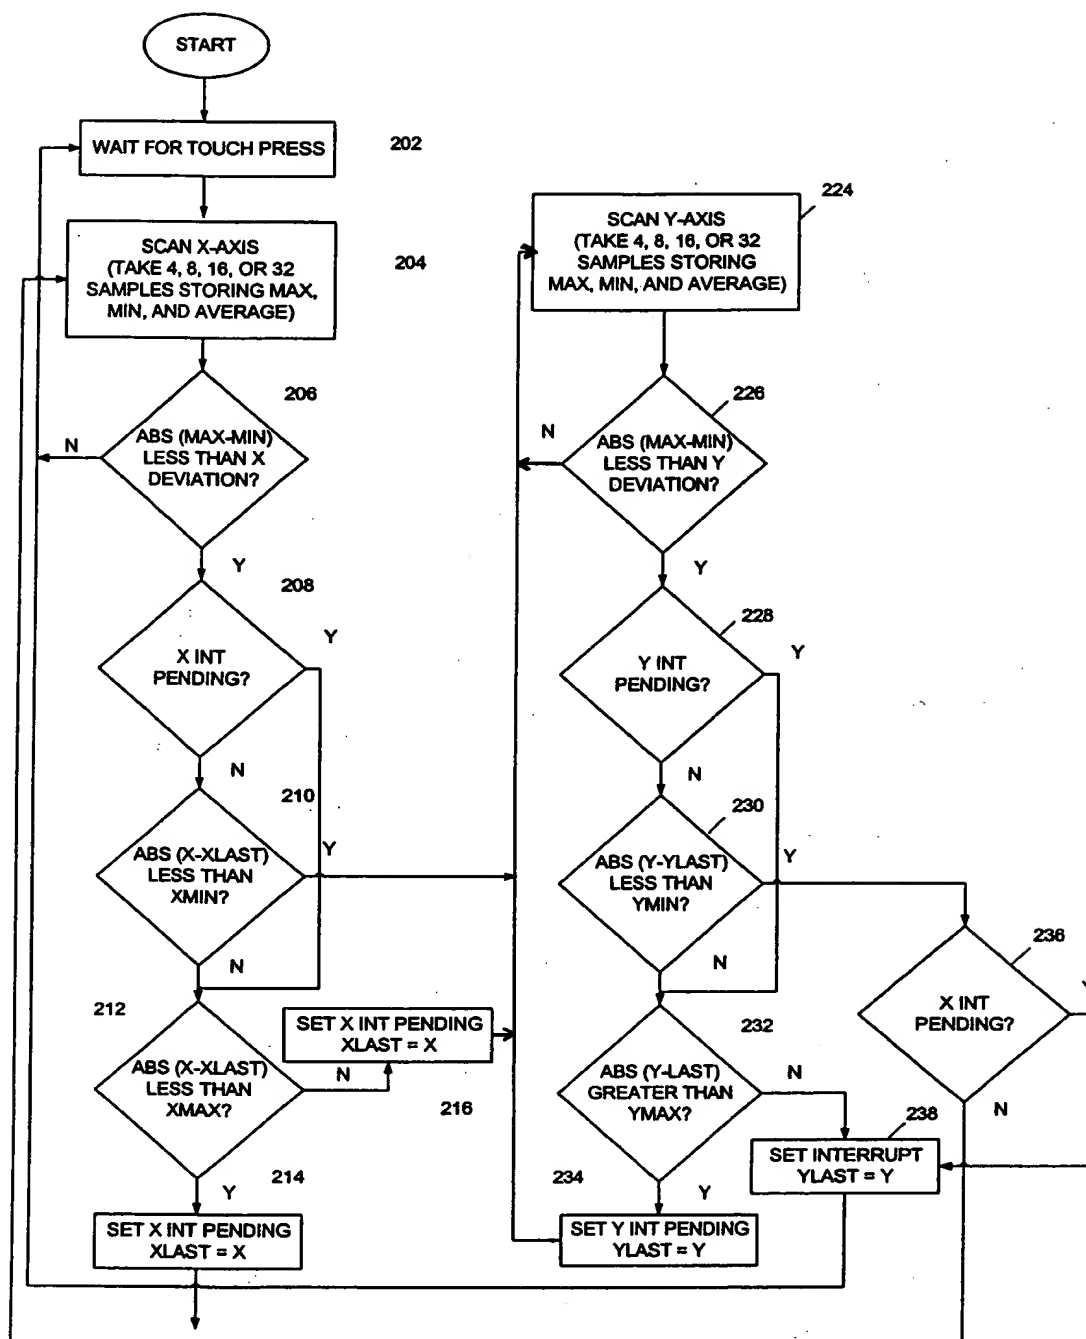 START
WAIT FOR TOUCH PRESS
202
SCAN X-AXIS
(TAKE 4, 8, 16, OR 32
SAMPLES STORING MAX,
MIN, AND AVERAGE)
204
206
ABS (MAX-MIN)
LESS THAN X
DEVIATION?
N
Y
208
X INT
PENDING?
Y
N
210
ABS (X-XLAST)
LESS THAN
XMIN?
Y
N
212
ABS (X-XLAST)
LESS THAN
XMAX?
N
SET X INT PENDING
XLAST = X
216
Y
214
SET X INT PENDING
XLAST = X
224
SCAN Y-AXIS
(TAKE 4, 8, 16, OR 32
SAMPLES STORING
MAX, MIN, AND AVERAGE)
226
ABS (MAX-MIN)
LESS THAN Y
DEVIATION?
N
Y
228
Y INT
PENDING?
Y
N
230
ABS (Y-YLAST)
LESS THAN
YMIN?
Y
N
232
ABS (Y-LAST)
GREATER THAN
YMAX?
N
Y
234
SET Y INT PENDING
YLAST = Y
236
X INT
PENDING?
Y
N
238
SET INTERRUPT
YLAST = Y